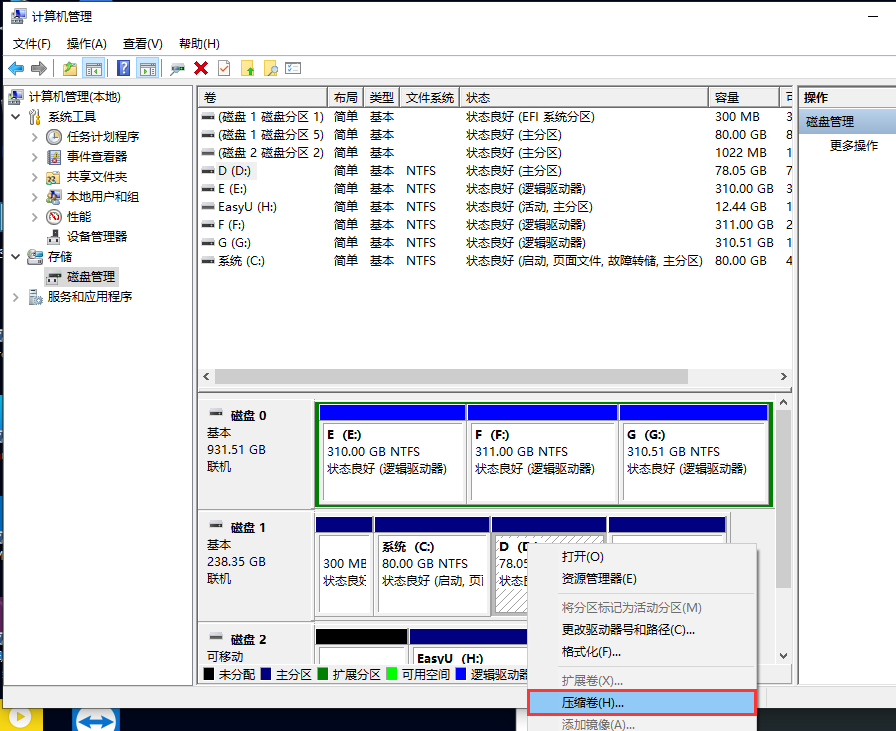 计算机管理
文件(F) 操作(A) 查看(V) 帮助(H)
计算机管理(本地)
系统工具
任务计划程序
事件查看器
共享文件夹
本地用户和组
性能
设备管理器
存储
磁盘管理
服务和应用程序
卷 布局 类型 文件系统 状态 容量
(磁盘 1 磁盘分区 1) 简单 基本 状态良好 (EFI 系统分区) 300 MB 3
(磁盘 1 磁盘分区 5) 简单 基本 状态良好 (主分区) 80.00 GB 8
(磁盘 2 磁盘分区 2) 简单 基本 状态良好 (主分区) 1022 MB 1
D (D:) 简单 基本 NTFS 状态良好 (主分区) 78.05 GB 7
E (E:) 简单 基本 NTFS 状态良好 (逻辑驱动器) 310.00 GB 3
EasyU (H:) 简单 基本 NTFS 状态良好 (活动, 主分区) 12.44 GB 1
F (F:) 简单 基本 NTFS 状态良好 (逻辑驱动器) 311.00 GB 2
G (G:) 简单 基本 NTFS 状态良好 (逻辑驱动器) 310.51 GB 1
系统 (C:) 简单 基本 NTFS 状态良好 (启动, 页面文件, 故障转储, 主分区) 80.00 GB 4
操作
磁盘管理
更多操作
磁盘 0
基本
931.51 GB
联机
E (E:)
310.00 GB NTFS
状态良好 (逻辑驱动器)
F (F:)
311.00 GB NTFS
状态良好 (逻辑驱动器)
G (G:)
310.51 GB NTFS
状态良好 (逻辑驱动器)
磁盘 1
基本
238.35 GB
联机
300 MB
状态良好
系统 (C:)
80.00 GB NTFS
状态良好 (启动, 页
D
78.05
状态
磁盘 2
可移动
EasyU (H:)
未分配 主分区 扩展分区 可用空间 逻辑驱动器
打开(O)
资源管理器(E)
将分区标记为活动分区(M)
更改驱动器号和路径(C)...
格式化(F)...
扩展卷(X)...
压缩卷(H)...
添加镜像(A)...